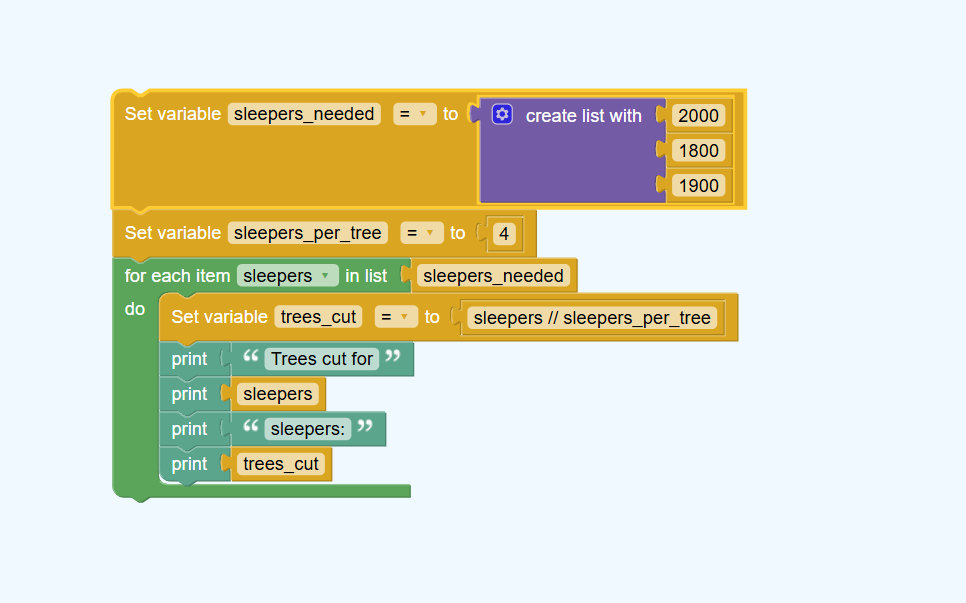 Set variable sleepers_needed = to create list with 2000
1800
1900
Set variable sleepers_per_tree = to 4
for each item sleepers in list sleepers_needed
do
Set variable trees_cut = to sleepers // sleepers_per_tree
print “ Trees cut for ”
print sleepers
print “ sleepers: ”
print trees_cut